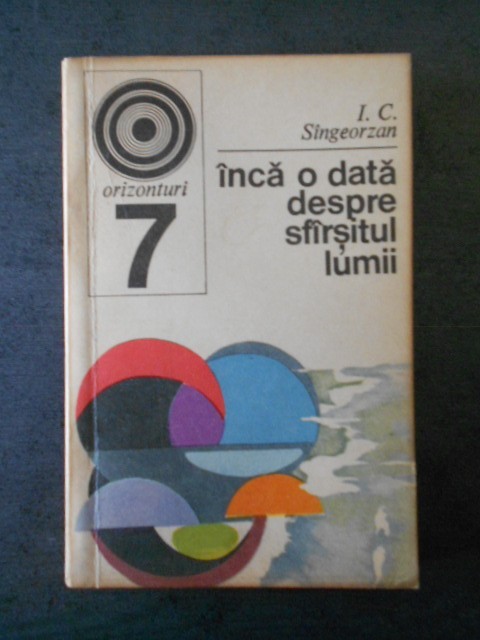 orizonturi
7
I. C.
Sîngeorzan
încă o dată
despre
sfîrșitul
lumii